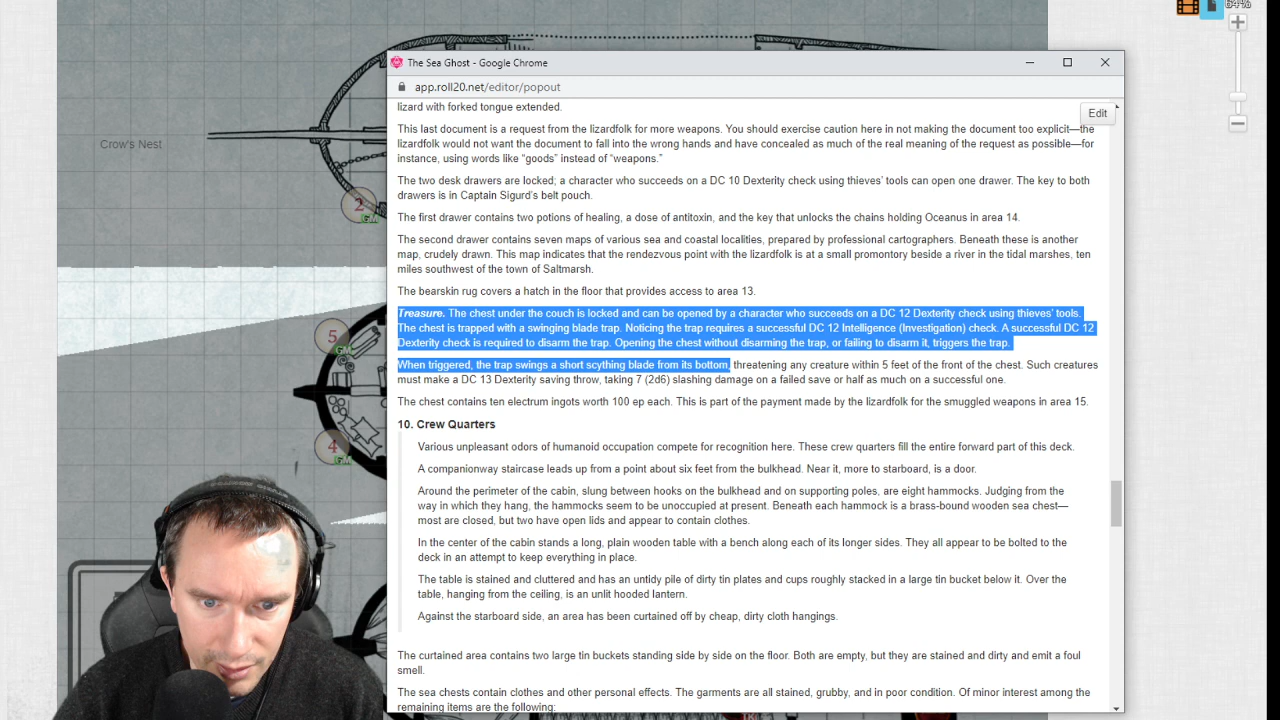 64%
The Sea Ghost - Google Chrome
app.roll20.net/editor/popout
Edit
lizard with forked tongue extended.
This last document is a request from the lizardfolk for more weapons. You should exercise caution here in not making the document too explicit—the
lizardfolk would not want the document to fall into the wrong hands and have concealed as much of the real meaning of the request as possible—for
instance, using words like “goods” instead of “weapons.”
The two desk drawers are locked; a character who succeeds on a DC 10 Dexterity check using thieves’ tools can open one drawer. The key to both
drawers is in Captain Sigurd’s belt pouch.
The first drawer contains two potions of healing, a dose of antitoxin, and the key that unlocks the chains holding Oceanus in area 14.
The second drawer contains seven maps of various sea and coastal localities, prepared by professional cartographers. Beneath these is another
map, crudely drawn. This map indicates that the rendezvous point with the lizardfolk is at a small promontory beside a river in the tidal marshes, ten
miles southwest of the town of Saltmarsh.
The bearskin rug covers a hatch in the floor that provides access to area 13.
Treasure. The chest under the couch is locked and can be opened by a character who succeeds on a DC 12 Dexterity check using thieves’ tools.
The chest is trapped with a swinging blade trap. Noticing the trap requires a successful DC 12 Intelligence (Investigation) check. A successful DC 12
Dexterity check is required to disarm the trap. Opening the chest without disarming the trap, or failing to disarm it, triggers the trap.
When triggered, the trap swings a short scything blade from its bottom, threatening any creature within 5 feet of the front of the chest. Such creatures
must make a DC 13 Dexterity saving throw, taking 7 (2d6) slashing damage on a failed save or half as much on a successful one.
The chest contains ten electrum ingots worth 100 ep each. This is part of the payment made by the lizardfolk for the smuggled weapons in area 15.
10. Crew Quarters
Various unpleasant odors of humanoid occupation compete for recognition here. These crew quarters fill the entire forward part of this deck.
A companionway staircase leads up from a point about six feet from the bulkhead. Near it, more to starboard, is a door.
Around the perimeter of the cabin, slung between hooks on the bulkhead and on supporting poles, are eight hammocks. Judging from the
way in which they hang, the hammocks seem to be unoccupied at present. Beneath each hammock is a brass-bound wooden sea chest—
most are closed, but two have open lids and appear to contain clothes.
In the center of the cabin stands a long, plain wooden table with a bench along each of its longer sides. They all appear to be bolted to the
deck in an attempt to keep everything in place.
The table is stained and cluttered and has an untidy pile of dirty tin plates and cups roughly stacked in a large tin bucket below it. Over the
table, hanging from the ceiling, is an unlit hooded lantern.
Against the starboard side, an area has been curtained off by cheap, dirty cloth hangings.
The curtained area contains two large tin buckets standing side by side on the floor. Both are empty, but they are stained and dirty and emit a foul
smell.
The sea chests contain clothes and other personal effects. The garments are all stained, grubby, and in poor condition. Of minor interest among the
remaining items are the following:
Crow's Nest
2
GM
5
GM
4
GM